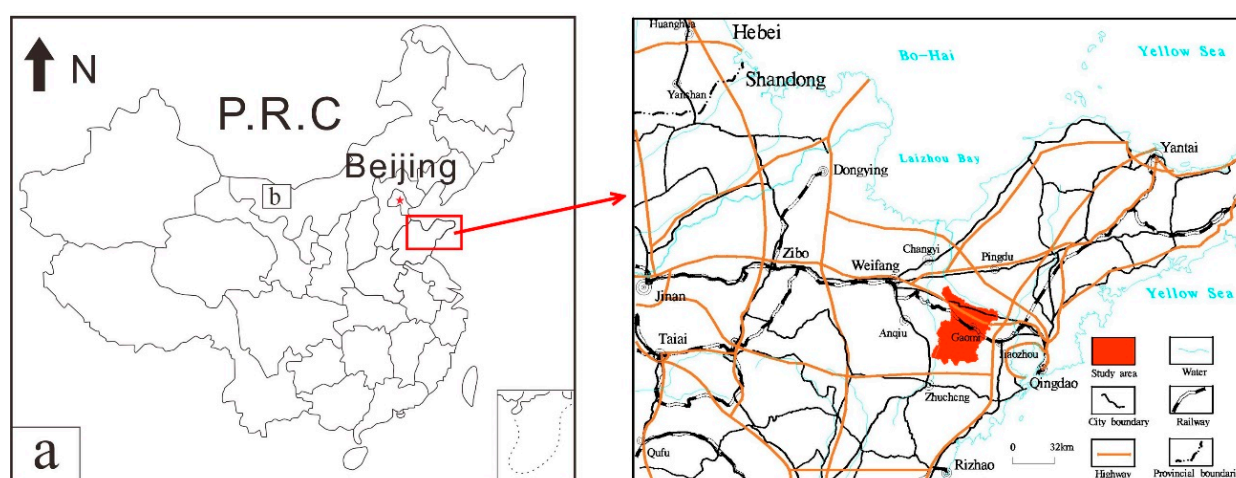 N
P.R.C
Beijing
b
a
Huanghua
Hebei
Bo-Hai
Yellow Sea
Shandong
Yanshan
Yantai
Laizhou Bay
Dongying
Changyi
Zibo
Weifang
Pingdu
Jinan
Yellow Sea
Anqiu
Gaomi
Taiai
Jiaozhou
Qingdao
Zhucheng
Qufu
Rizhao
0 32km
Study area
Water
City boundary
Railway
Highway
Provincial boundari